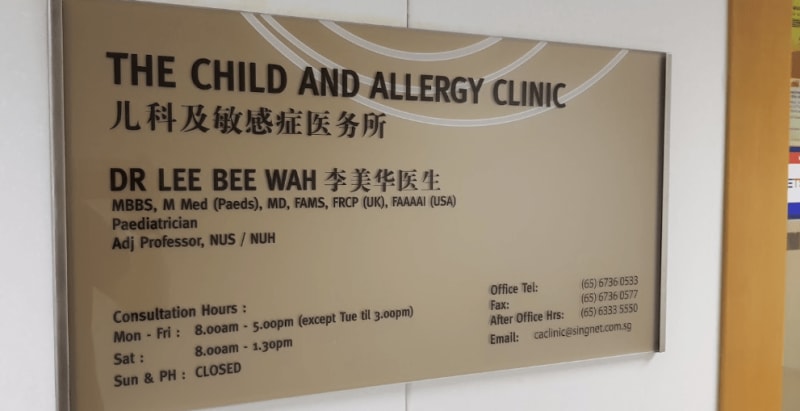 THE CHILD AND ALLERGY CLINIC
儿科及敏感症医务所
DR LEE BEE WAH 李美华医生
MBBS, M Med (Paeds), MD, FAMS, FRCP (UK), FAAAAI (USA)
Paediatrician
Adj Professor, NUS / NUH
Consultation Hours :
Mon - Fri : 8.00am - 5.00pm (except Tue til 3.00pm)
Sat : 8.00am - 1.30pm
Sun & PH : CLOSED
Office Tel: (65) 6736 0533
Fax: (65) 6736 0577
After Office Hrs: (65) 6333 5550
Email: caclinic@singnet.com.sg